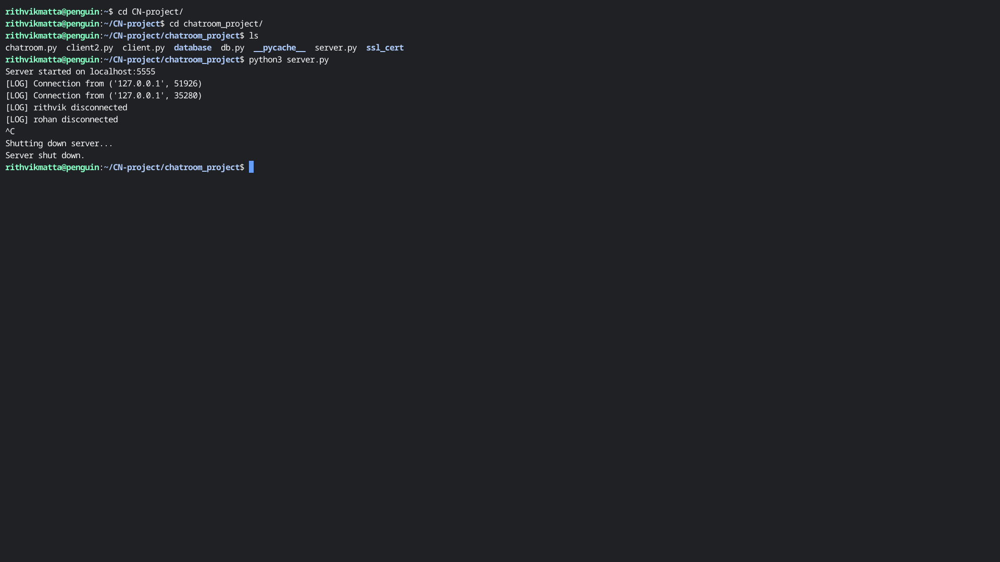 rithvikmatta@penguin:~$ cd CN-project/
rithvikmatta@penguin:~/CN-project$ cd chatroom_project/
rithvikmatta@penguin:~/CN-project/chatroom_project$ ls
chatroom.py  client2.py  client.py  database  db.py  __pycache__  server.py  ssl_cert
rithvikmatta@penguin:~/CN-project/chatroom_project$ python3 server.py
Server started on localhost:5555
[LOG] Connection from ('127.0.0.1', 51926)
[LOG] Connection from ('127.0.0.1', 35280)
[LOG] rithvik disconnected
[LOG] rohan disconnected
^C
Shutting down server...
Server shut down.
rithvikmatta@penguin:~/CN-project/chatroom_project$